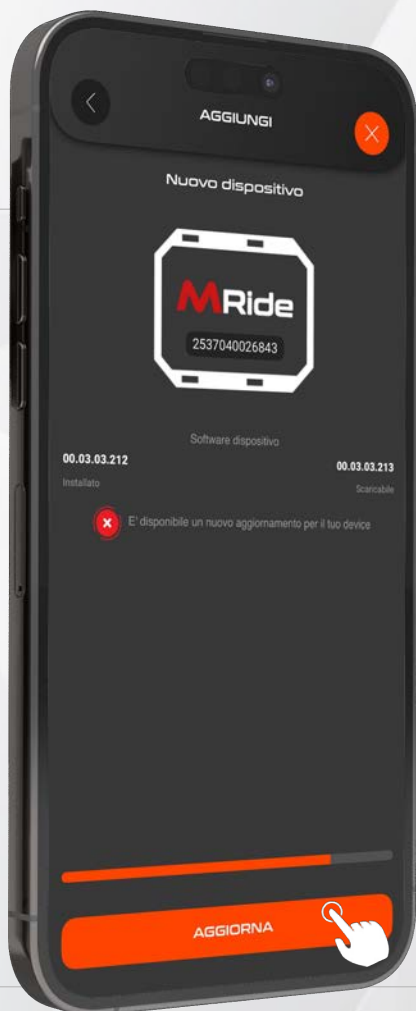 AGGIUNGI
Nuovo dispositivo
MRide
2537040026843
Software dispositivo
00.03.03.212
00.03.03.213
Installato
Scaricabile
E' disponibile un nuovo aggiornamento per il tuo device
AGGIORNA